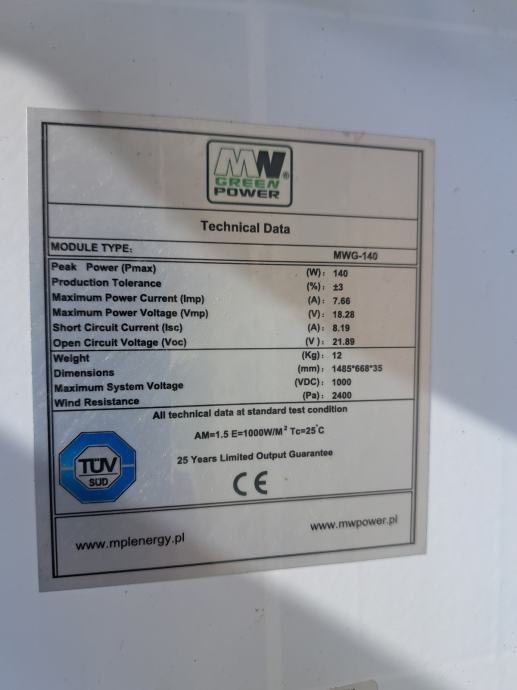 MW®
GREEN
POWER
Technical Data
MODULE TYPE: MWG-140
Peak Power (Pmax) (W): 140
Production Tolerance (%): ±3
Maximum Power Current (Imp) (A): 7.66
Maximum Power Voltage (Vmp) (V): 18.28
Short Circuit Current (Isc) (A): 8.19
Open Circuit Voltage (Voc) (V): 21.89
Weight (Kg): 12
Dimensions (mm): 1485*668*35
Maximum System Voltage (VDC): 1000
Wind Resistance (Pa): 2400
All technical data at standard test condition
AM=1.5 E=1000W/M² Tc=25°C
25 Years Limited Output Guarantee
TÜV
SÜD
CE
www.mplenergy.pl www.mwpower.pl